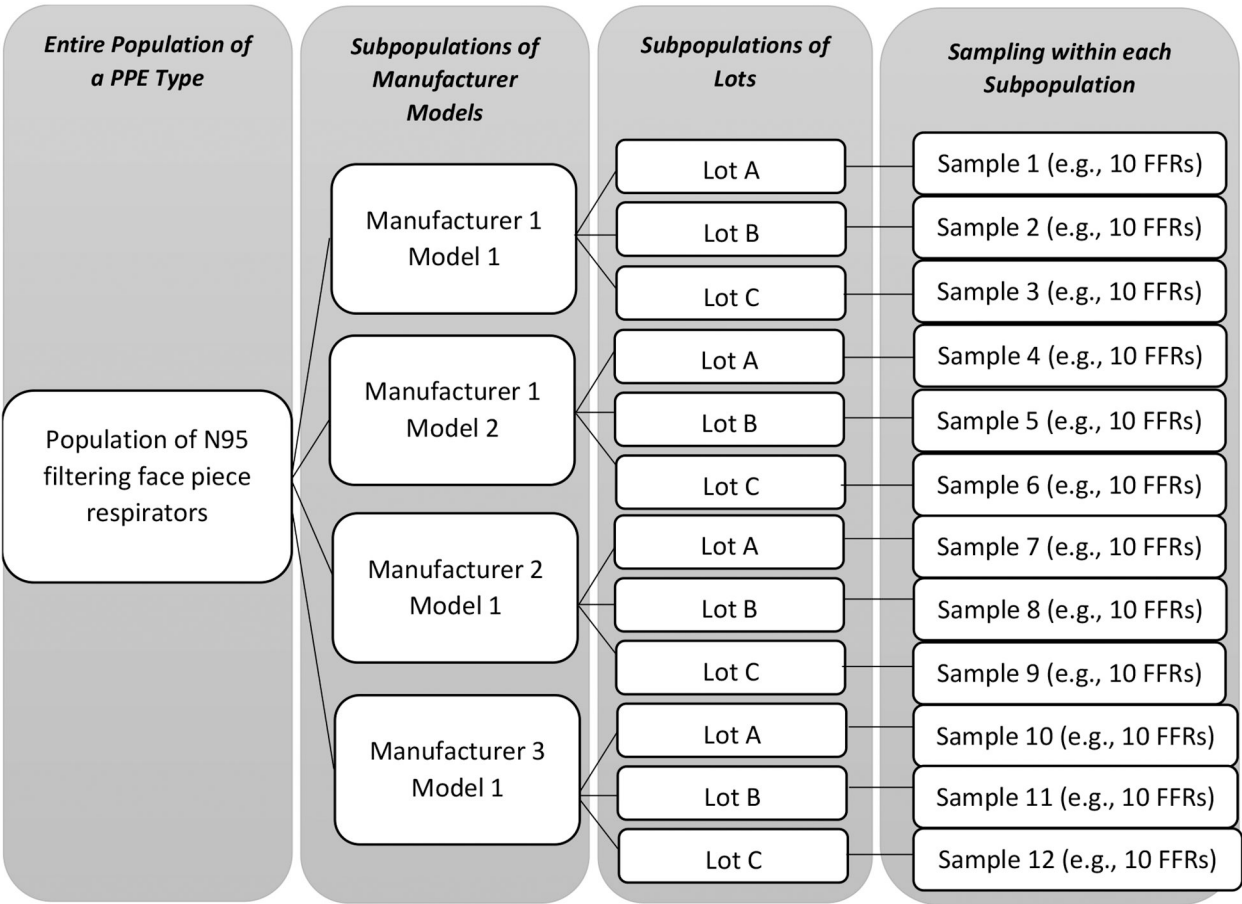 Entire Population of
a PPE Type
Subpopulations of
Manufacturer
Models
Subpopulations of
Lots
Sampling within each
Subpopulation
Population of N95
filtering face piece
respirators
Manufacturer 1
Model 1
Manufacturer 1
Model 2
Manufacturer 2
Model 1
Manufacturer 3
Model 1
Lot A
Lot B
Lot C
Lot A
Lot B
Lot C
Lot A
Lot B
Lot C
Lot A
Lot B
Lot C
Sample 1 (e.g., 10 FFRs)
Sample 2 (e.g., 10 FFRs)
Sample 3 (e.g., 10 FFRs)
Sample 4 (e.g., 10 FFRs)
Sample 5 (e.g., 10 FFRs)
Sample 6 (e.g., 10 FFRs)
Sample 7 (e.g., 10 FFRs)
Sample 8 (e.g., 10 FFRs)
Sample 9 (e.g., 10 FFRs)
Sample 10 (e.g., 10 FFRs)
Sample 11 (e.g., 10 FFRs)
Sample 12 (e.g., 10 FFRs)